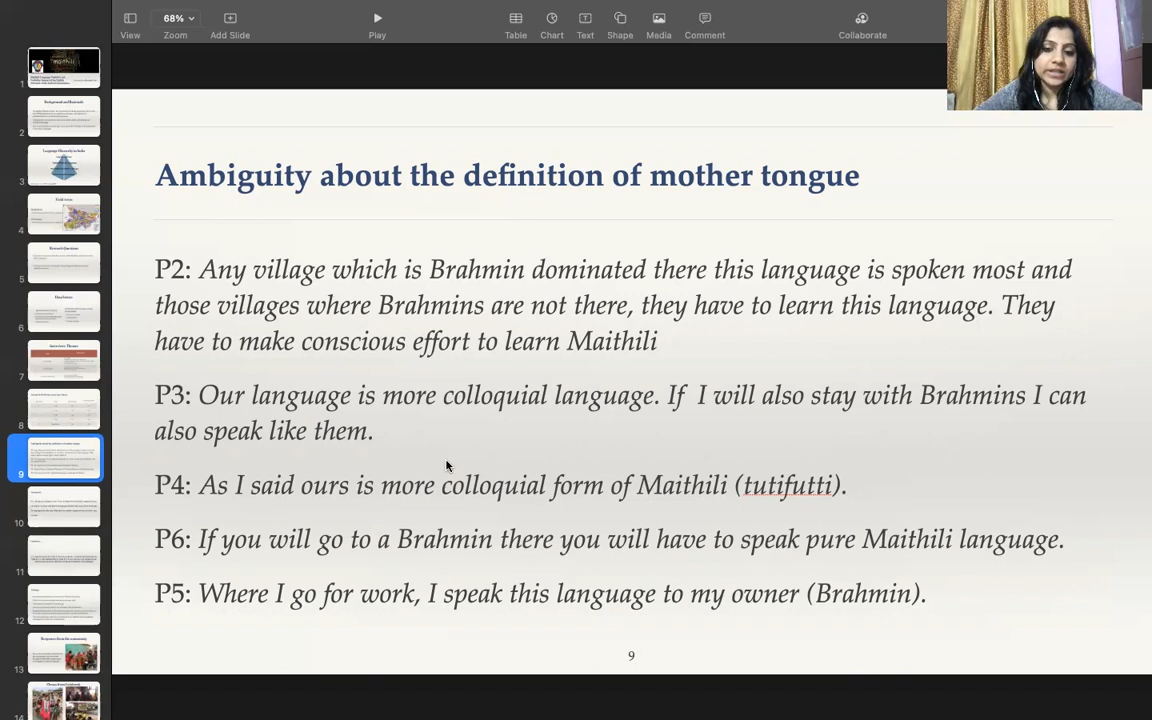 View
68%
Zoom
Add Slide
Play
Table
Chart
Text
Shape
Media
Comment
Collaborate
1
2
3
4
5
6
7
8
9
10
11
12
13
Ambiguity about the definition of mother tongue
P2: Any village which is Brahmin dominated there this language is spoken most and
those villages where Brahmins are not there, they have to learn this language. They
have to make conscious effort to learn Maithili
P3: Our language is more colloquial language. If I will also stay with Brahmins I can
also speak like them.
P4: As I said ours is more colloquial form of Maithili (tutifutti).
P6: If you will go to a Brahmin there you will have to speak pure Maithili language.
P5: Where I go for work, I speak this language to my owner (Brahmin).
9